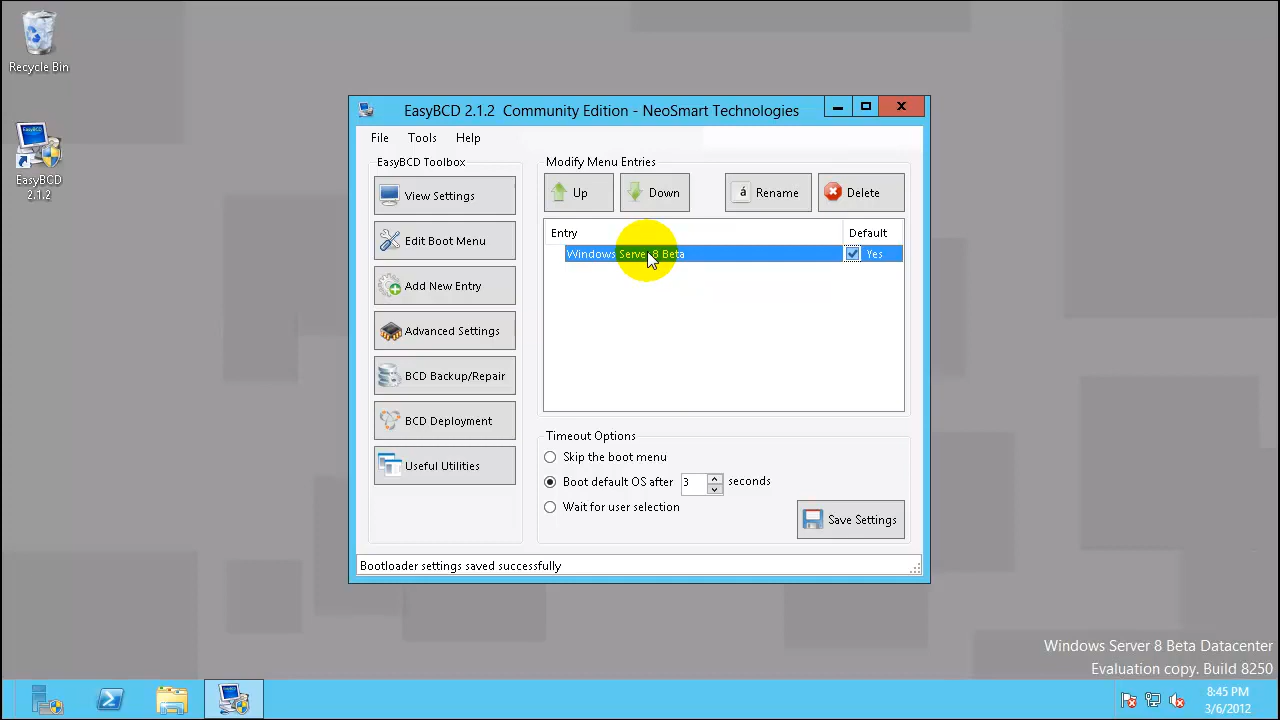 Recycle Bin
EasyBCD
2.1.2
EasyBCD 2.1.2 Community Edition - NeoSmart Technologies
File Tools Help
EasyBCD Toolbox
View Settings
Edit Boot Menu
Add New Entry
Advanced Settings
BCD Backup/Repair
BCD Deployment
Useful Utilities
Modify Menu Entries
Up Down á Rename Delete
Entry Default
Windows Server 8 Beta Yes
Timeout Options
Skip the boot menu
Boot default OS after 3 seconds
Wait for user selection
Save Settings
Bootloader settings saved successfully
Windows Server 8 Beta Datacenter
Evaluation copy. Build 8250
8:45 PM
3/6/2012